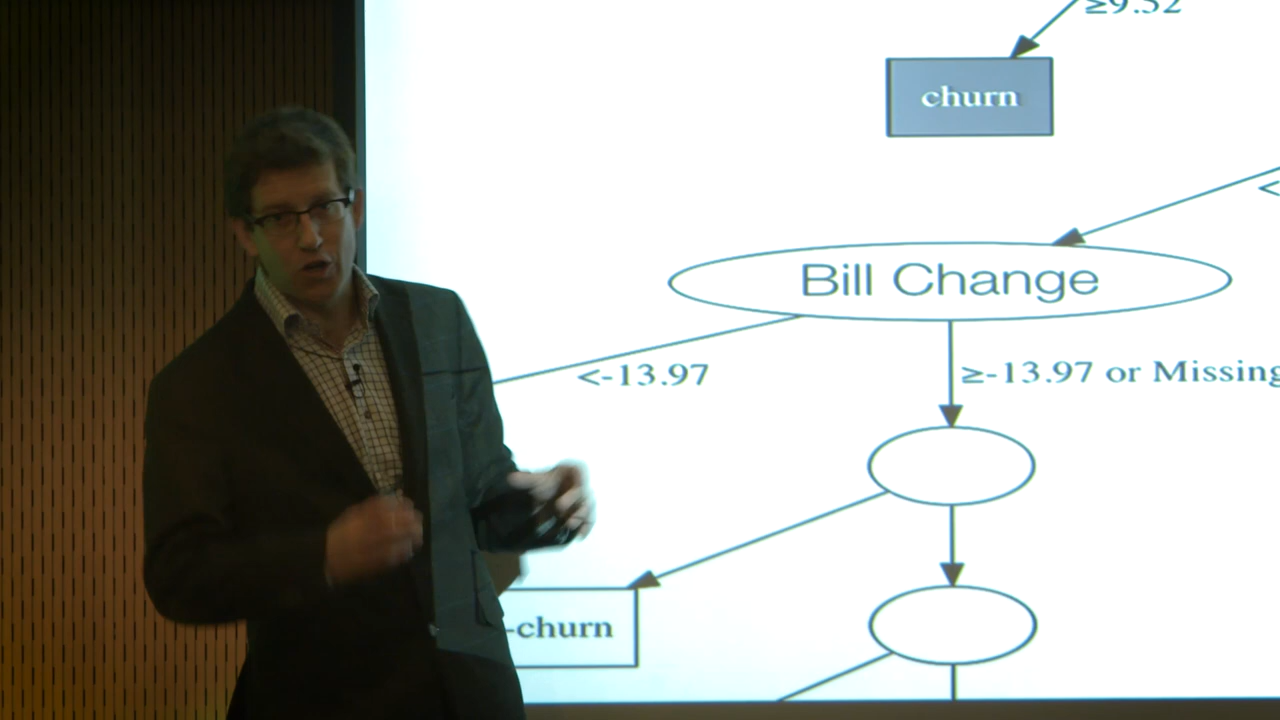 ≥9.52
churn
<
Bill Change
<-13.97
≥-13.97 or Missing
-churn